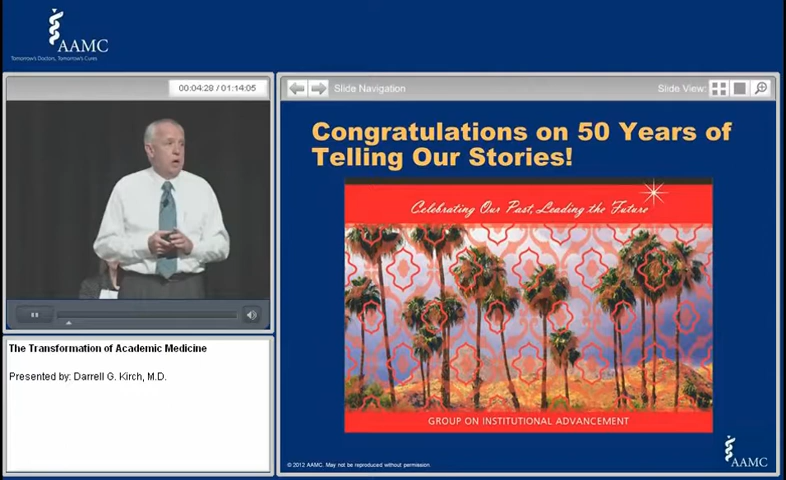 AAMC
Tomorrow's Doctors, Tomorrow's Cures
00:04:28 / 01:14:05
Slide Navigation
Slide View:
The Transformation of Academic Medicine
Presented by: Darrell G. Kirch, M.D.
Congratulations on 50 Years of
Telling Our Stories!
Celebrating Our Past, Leading the Future
GROUP ON INSTITUTIONAL ADVANCEMENT
© 2012 AAMC. May not be reproduced without permission.
AAMC